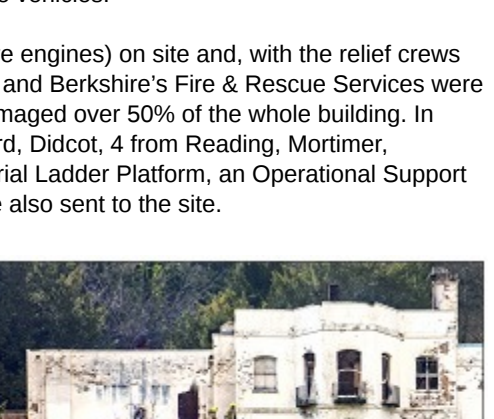 vehicles.
e engines) on site and, with the relief crews
and Berkshire’s Fire & Rescue Services were
maged over 50% of the whole building. In
rd, Didcot, 4 from Reading, Mortimer,
rial Ladder Platform, an Operational Support
also sent to the site.